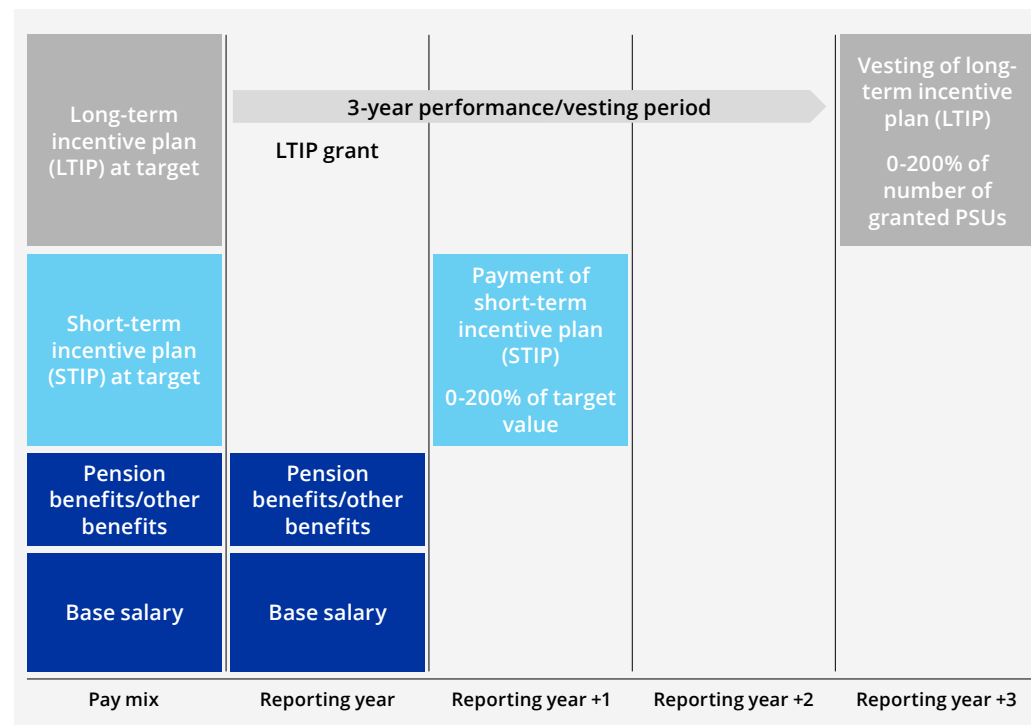 Long-term
incentive plan
(LTIP) at target
3-year performance/vesting period
LTIP grant
Vesting of long-
term incentive
plan (LTIP)
0-200% of
number of
granted PSUs
Short-term
incentive plan
(STIP) at target
Payment of
short-term
incentive plan
(STIP)
0-200% of target
value
Pension
benefits/other
benefits
Pension
benefits/other
benefits
Base salary
Base salary
Pay mix
Reporting year
Reporting year +1
Reporting year +2
Reporting year +3